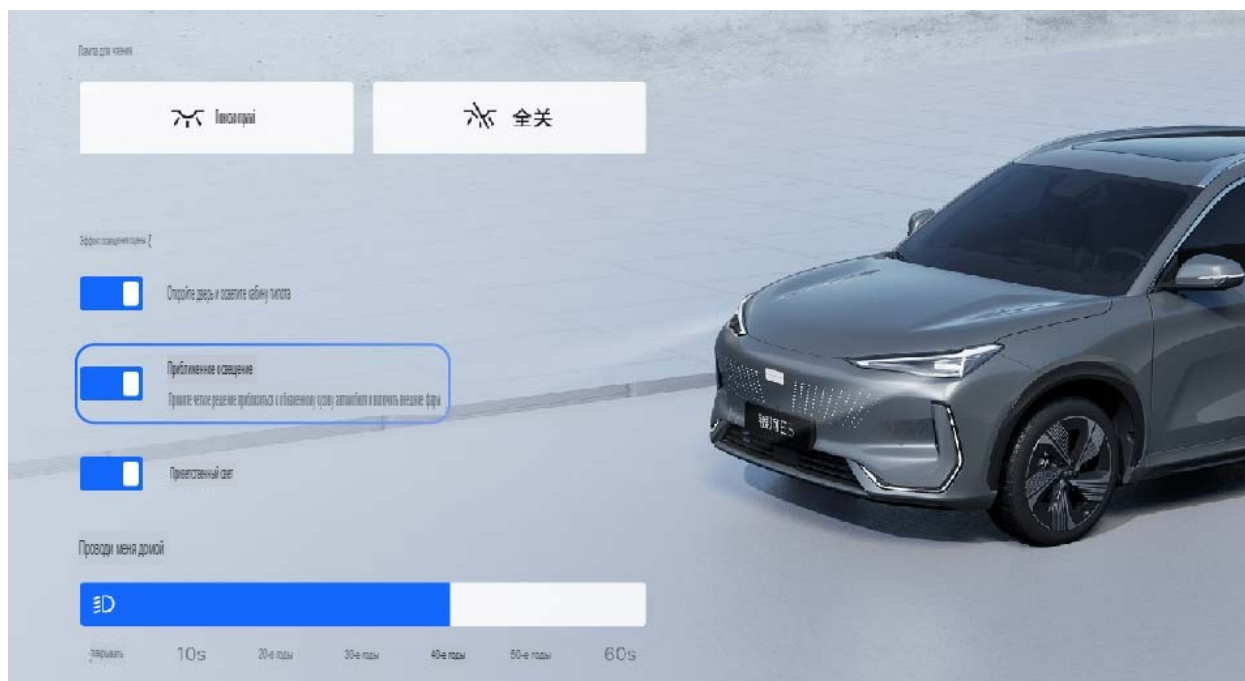 Лампа для чтения
全关
Эффект освещения сцены
Откройте дверь и осветите кабину пилота
Приближенное освещение
Примите четкое решение приблизиться к обнаженному кузову автомобиля и включить внешние фары
Приветственный свет
Проводи меня домой
закрывать
10s
20-е годы
30-е годы
40-е годы
50-е годы
60s